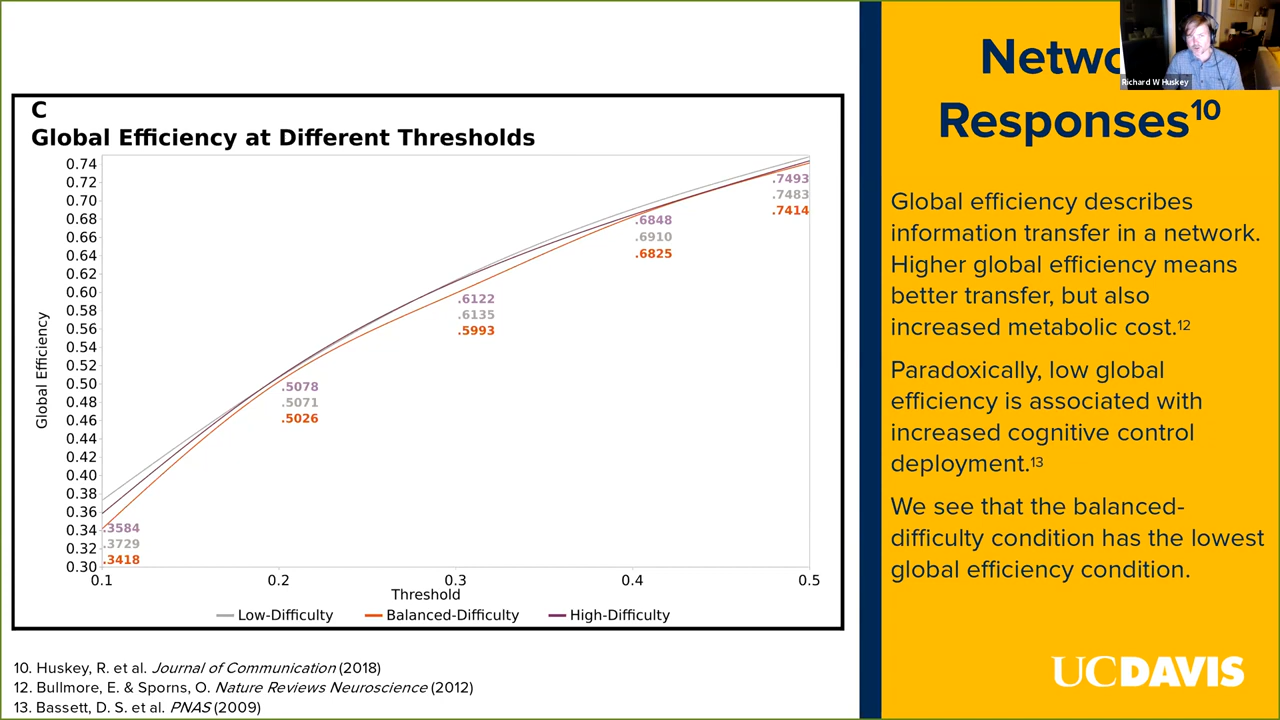 C
Global Efficiency at Different Thresholds
Global Efficiency
0.74
0.72
0.70
0.68
0.66
0.64
0.62
0.60
0.58
0.56
0.54
0.52
0.50
0.48
0.46
0.44
0.42
0.40
0.38
0.36
0.34
0.32
0.30
.3584
.3729
.3418
.5078
.5071
.5026
.6122
.6135
.5993
.6848
.6910
.6825
.7493
.7483
.7414
0.1 0.2 0.3 0.4 0.5
Threshold
Low-Difficulty Balanced-Difficulty High-Difficulty
10. Huskey, R. et al. Journal of Communication (2018)
12. Bullmore, E. & Sporns, O. Nature Reviews Neuroscience (2012)
13. Bassett, D. S. et al. PNAS (2009)
Richard W Huskey
Responses¹⁰
Global efficiency describes
information transfer in a network.
Higher global efficiency means
better transfer, but also
increased metabolic cost.¹²
Paradoxically, low global
efficiency is associated with
increased cognitive control
deployment.¹³
We see that the balanced-
difficulty condition has the lowest
global efficiency condition.
UCDAVIS